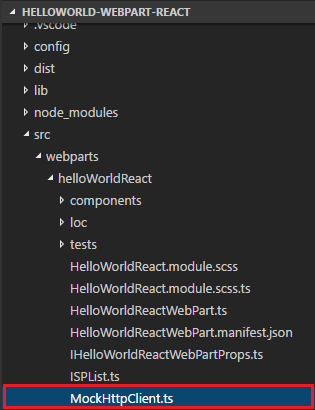 HELLOWORLD-WEBPART-REACT
.vscode
config
dist
lib
node_modules
src
webparts
helloWorldReact
components
loc
tests
HelloWorldReact.module.scss
HelloWorldReact.module.scss.ts
HelloWorldReactWebPart.ts
HelloWorldReactWebPart.manifest.json
IHelloWorldReactWebPartProps.ts
ISPList.ts
MockHttpClient.ts